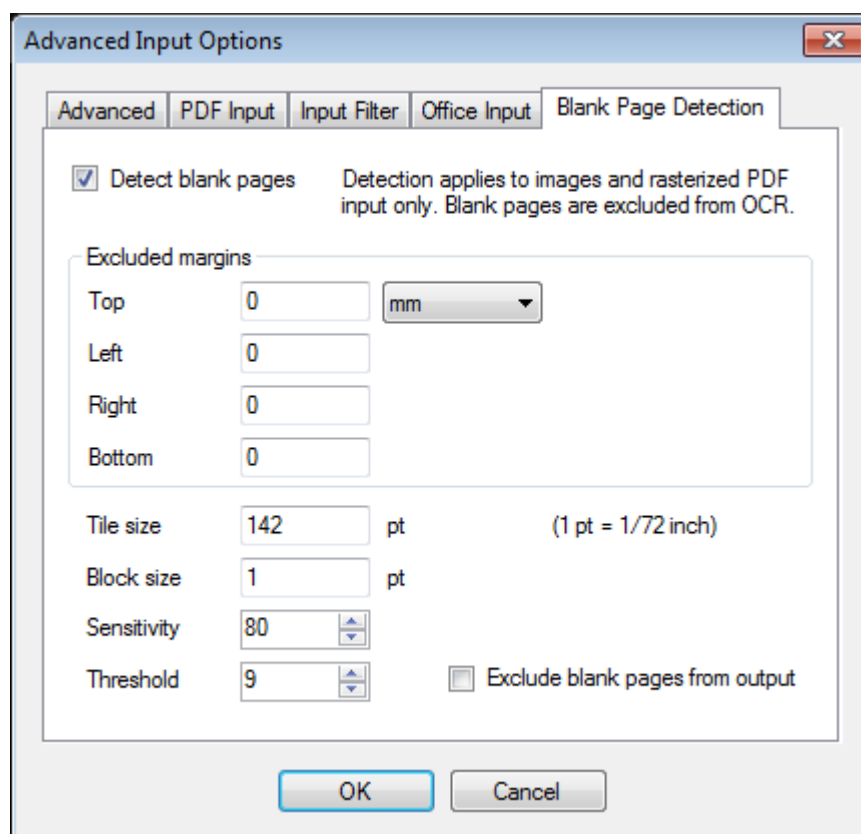 Advanced Input Options
Advanced PDF Input Input Filter Office Input Blank Page Detection
Detect blank pages Detection applies to images and rasterized PDF
input only. Blank pages are excluded from OCR.
Excluded margins
Top 0 mm
Left 0
Right 0
Bottom 0
Tile size 142 pt (1 pt = 1/72 inch)
Block size 1 pt
Sensitivity 80
Threshold 9 Exclude blank pages from output
OK Cancel